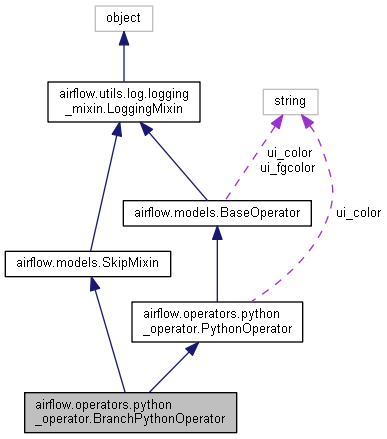 object
airflow.utils.log.logging
_mixin.LoggingMixin
string
ui_color
ui_fgcolor
airflow.models.BaseOperator
ui_color
airflow.models.SkipMixin
airflow.operators.python
_operator.PythonOperator
airflow.operators.python
_operator.BranchPythonOperator